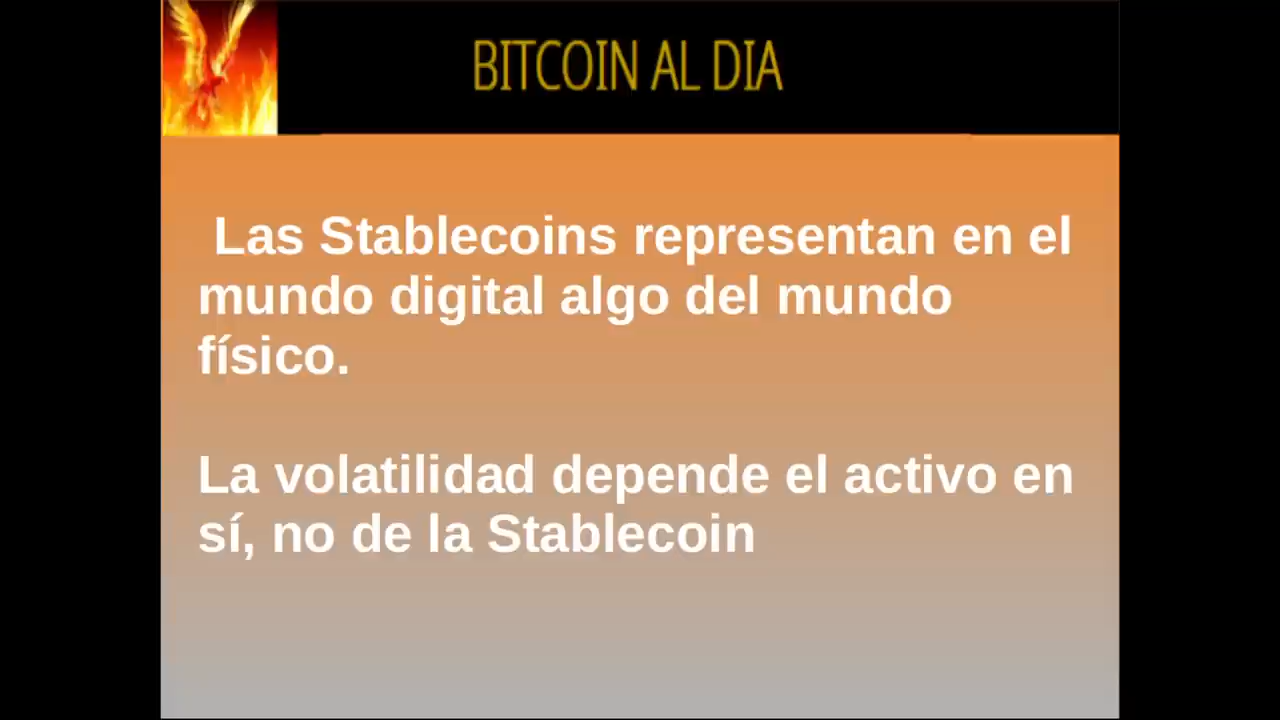 BITCOIN AL DIA
Las Stablecoins representan en el
mundo digital algo del mundo
físico.
La volatilidad depende el activo en
sí, no de la Stablecoin